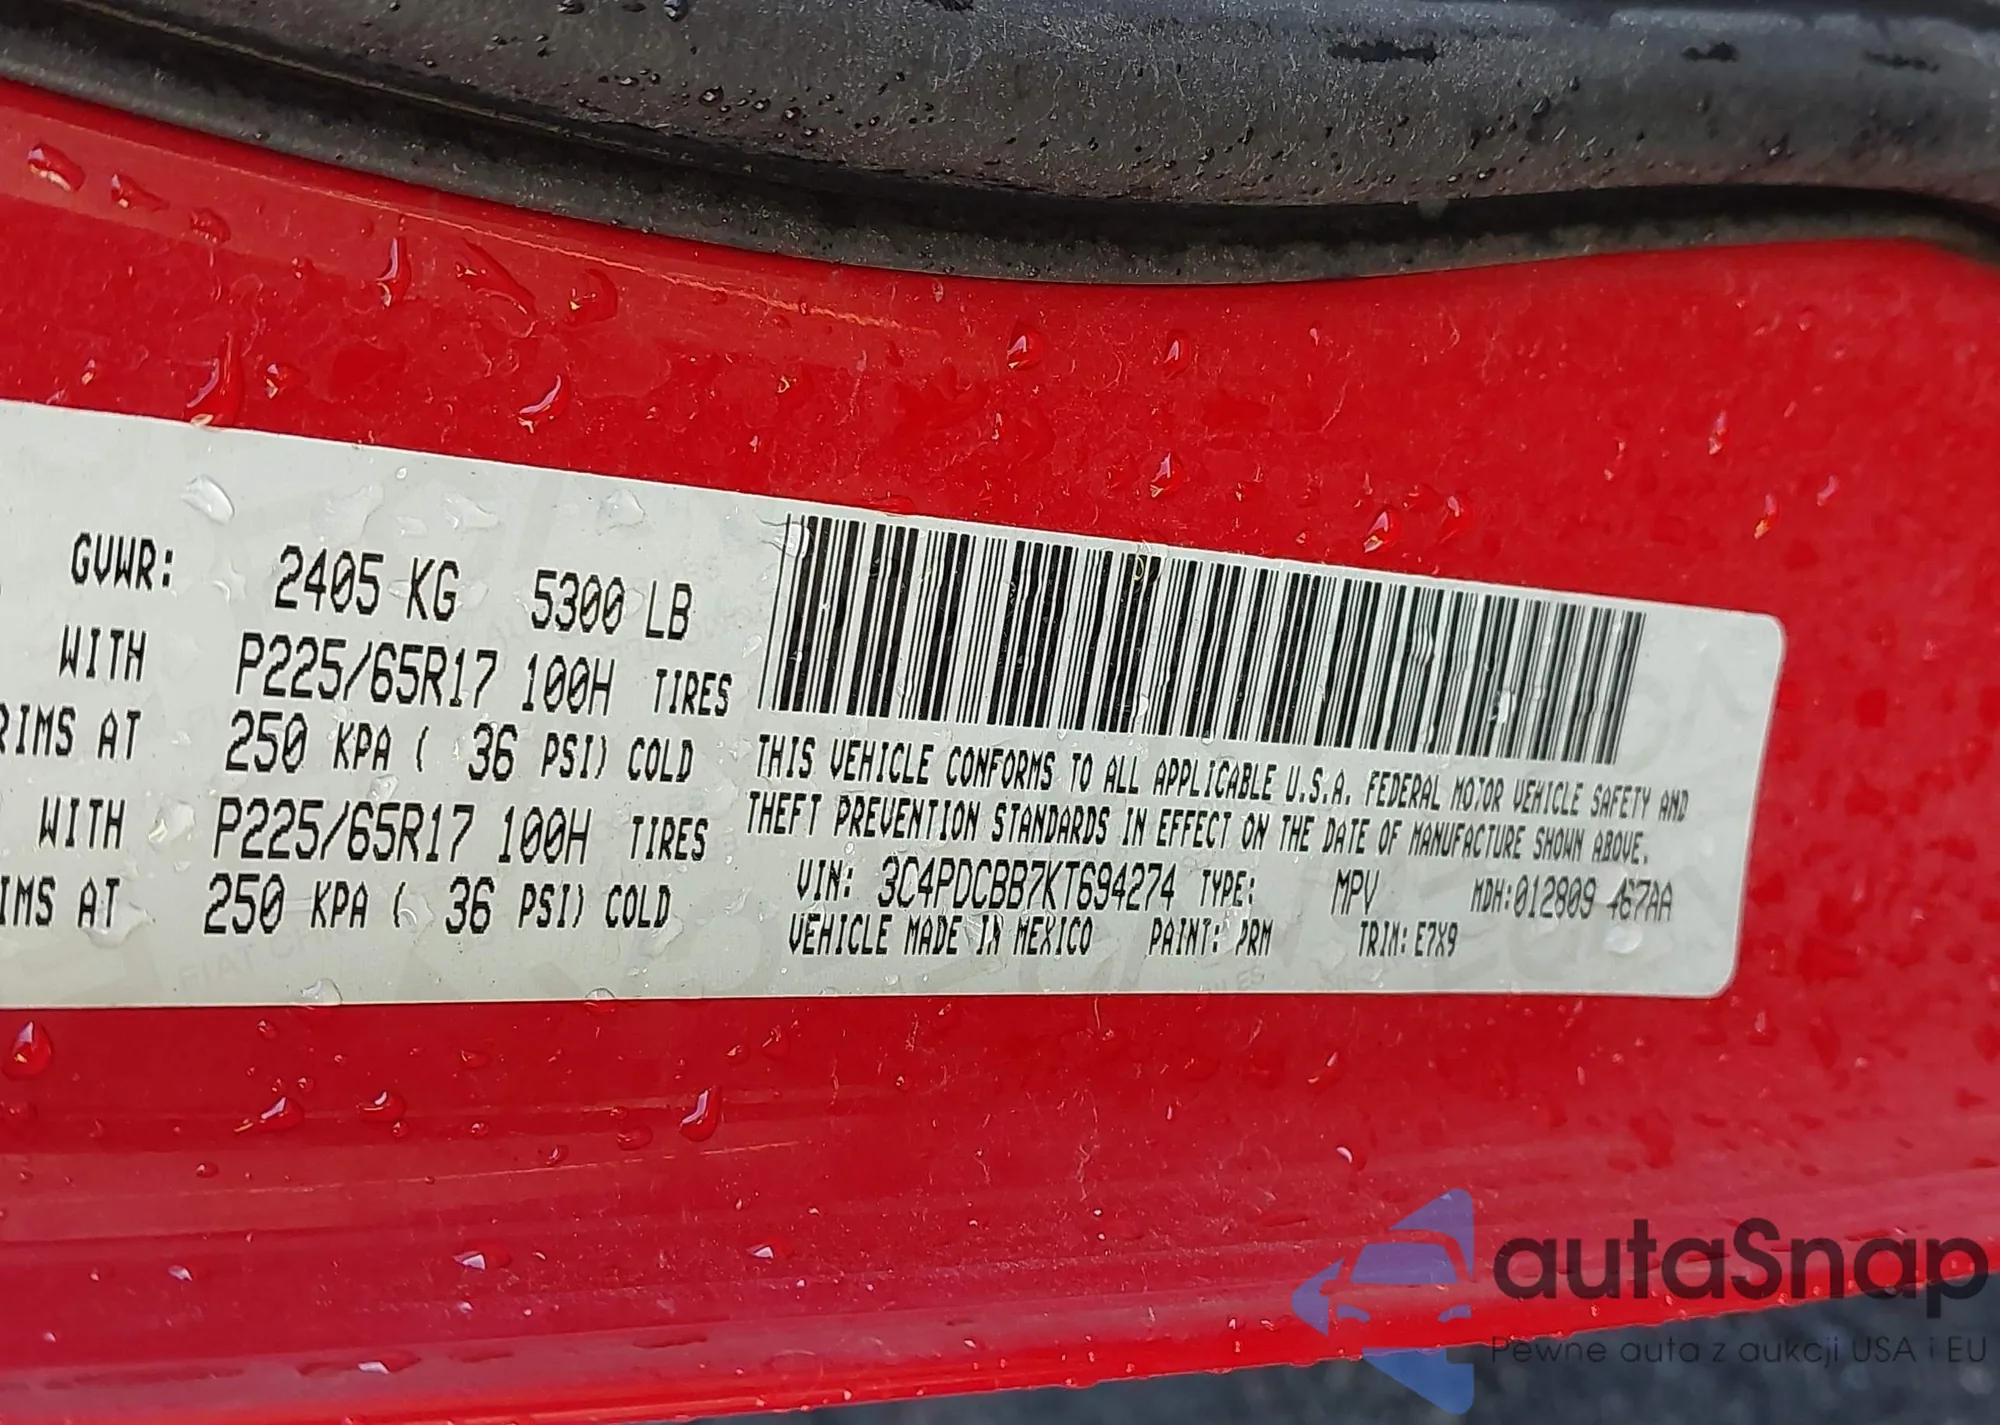 GVWR: 2405 KG 5300 LB
WITH P225/65R17 100H TIRES
RIMS AT 250 KPA ( 36 PSI) COLD
WITH P225/65R17 100H TIRES
IMS AT 250 KPA ( 36 PSI) COLD
THIS VEHICLE CONFORMS TO ALL APPLICABLE U.S.A. FEDERAL MOTOR VEHICLE SAFETY AND
THEFT PREVENTION STANDARDS IN EFFECT ON THE DATE OF MANUFACTURE SHOWN ABOVE.
VIN: 3C4PDCBB7KT694274 TYPE: MPV MDH:012809 467AA
VEHICLE MADE IN MEXICO PAINT: PRM TRIM: E7X9
autaSnap
Pewne auta z aukcji USA i EU